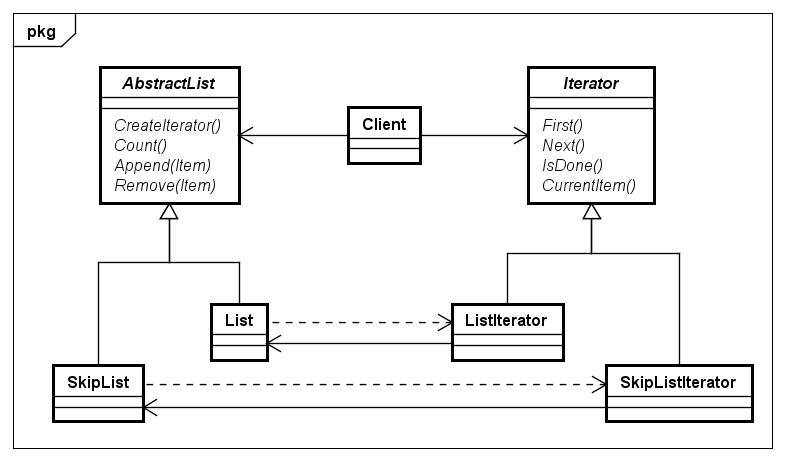 pkg
AbstractList
CreateIterator()
Count()
Append(Item)
Remove(Item)
Client
Iterator
First()
Next()
IsDone()
CurrentItem()
List
ListIterator
SkipList
SkipListIterator